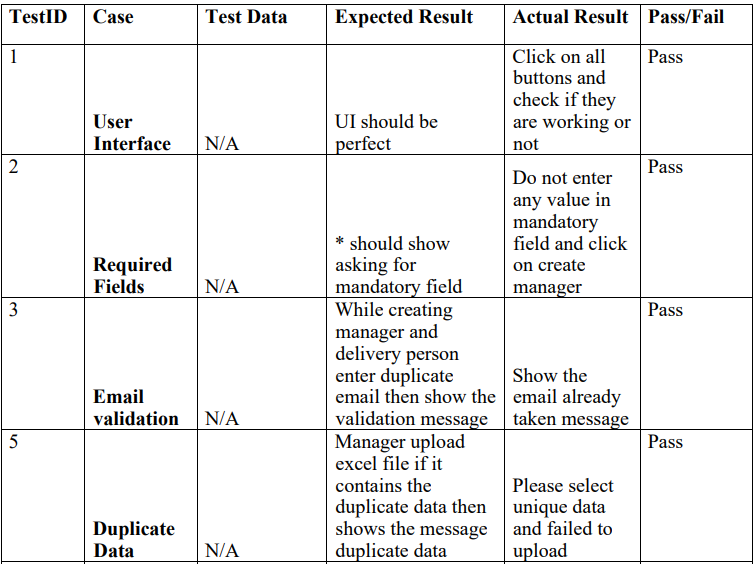 TestID Case Test Data Expected Result Actual Result Pass/Fail
1
User
Interface
N/A
UI should be
perfect
Click on all
buttons and
check if they
are working or
not
Pass
2
Required
Fields
N/A
* should show
asking for
mandatory field
Do not enter
any value in
mandatory
field and click
on create
manager
Pass
3
Email
validation
N/A
While creating
manager and
delivery person
enter duplicate
email then show the
validation message
Show the
email already
taken message
Pass
5
Duplicate
Data
N/A
Manager upload
excel file if it
contains the
duplicate data then
shows the message
duplicate data
Please select
unique data
and failed to
upload
Pass